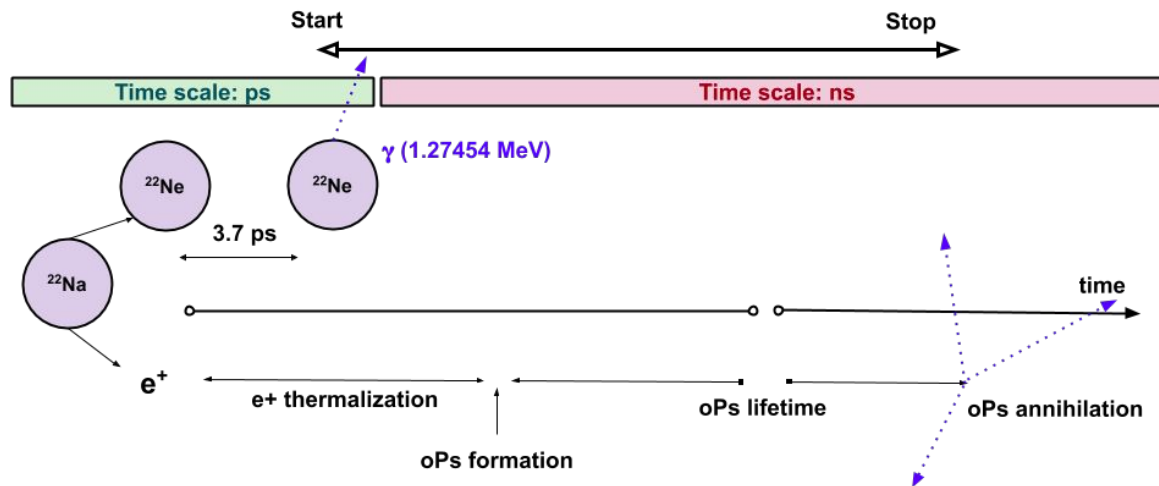 Start
Stop
Time scale: ps
Time scale: ns
γ (1.27454 MeV)
²²Ne
²²Ne
3.7 ps
²²Na
time
e⁺
e+ thermalization
oPs lifetime
oPs annihilation
oPs formation